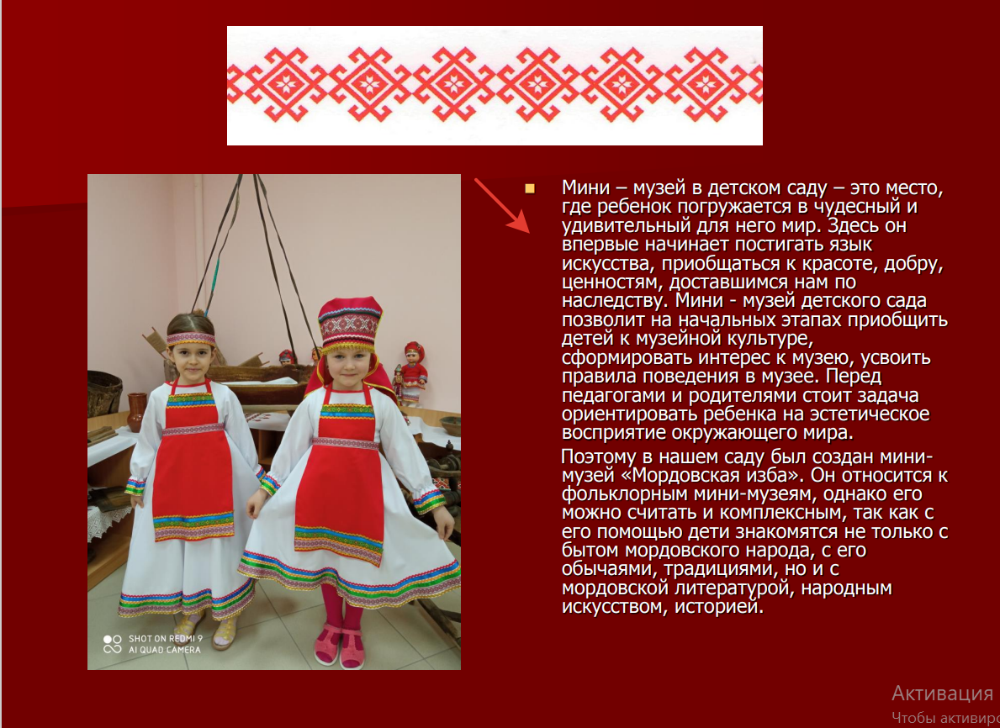 Мини – музей в детском саду – это место,
где ребенок погружается в чудесный и
удивительный для него мир. Здесь он
впервые начинает постигать язык
искусства, приобщаться к красоте, добру,
ценностям, доставшимся нам по
наследству. Мини - музей детского сада
позволит на начальных этапах приобщить
детей к музейной культуре,
сформировать интерес к музею, усвоить
правила поведения в музее. Перед
педагогами и родителями стоит задача
ориентировать ребенка на эстетическое
восприятие окружающего мира.
Поэтому в нашем саду был создан мини-
музей «Мордовская изба». Он относится к
фольклорным мини-музеям, однако его
можно считать и комплексным, так как с
его помощью дети знакомятся не только с
бытом мордовского народа, с его
обычаями, традициями, но и с
мордовской литературой, народным
искусством, историей.
SHOT ON REDMI 9
AI QUAD CAMERA
Активация
Чтобы активиро